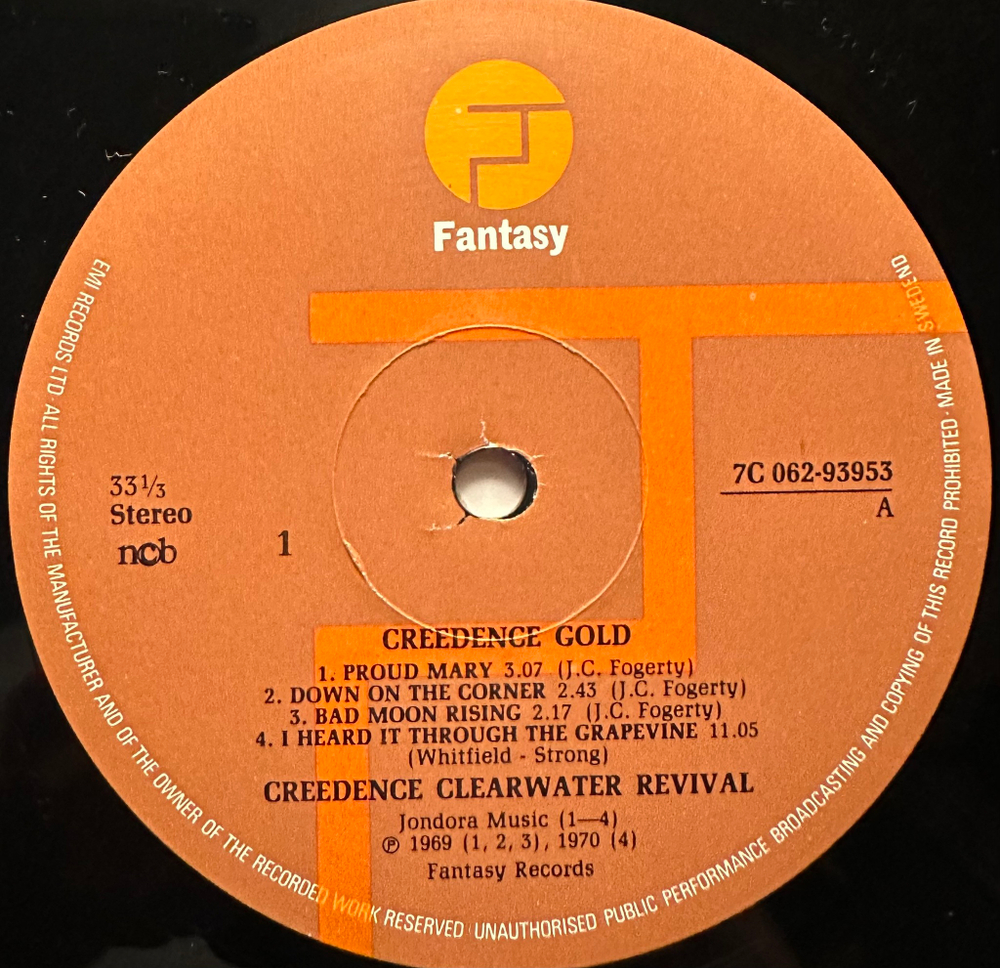 Fantasy
EMI RECORDS LTD · ALL RIGHTS OF THE MANUFACTURER AND OF THE OWNER OF THE RECORDED WORK RESERVED · UNAUTHORISED PUBLIC PERFORMANCE BROADCASTING AND COPYING OF THIS RECORD PROHIBITED · MADE IN SWEDEND
33⅓
Stereo
ncb
1
7C 062-93953
A
CREEDENCE GOLD
1. PROUD MARY 3.07 (J.C. Fogerty)
2. DOWN ON THE CORNER 2.43 (J.C. Fogerty)
3. BAD MOON RISING 2.17 (J.C. Fogerty)
4. I HEARD IT THROUGH THE GRAPEVINE 11.05
(Whitfield - Strong)
CREEDENCE CLEARWATER REVIVAL
Jondora Music (1—4)
℗ 1969 (1, 2, 3), 1970 (4)
Fantasy Records